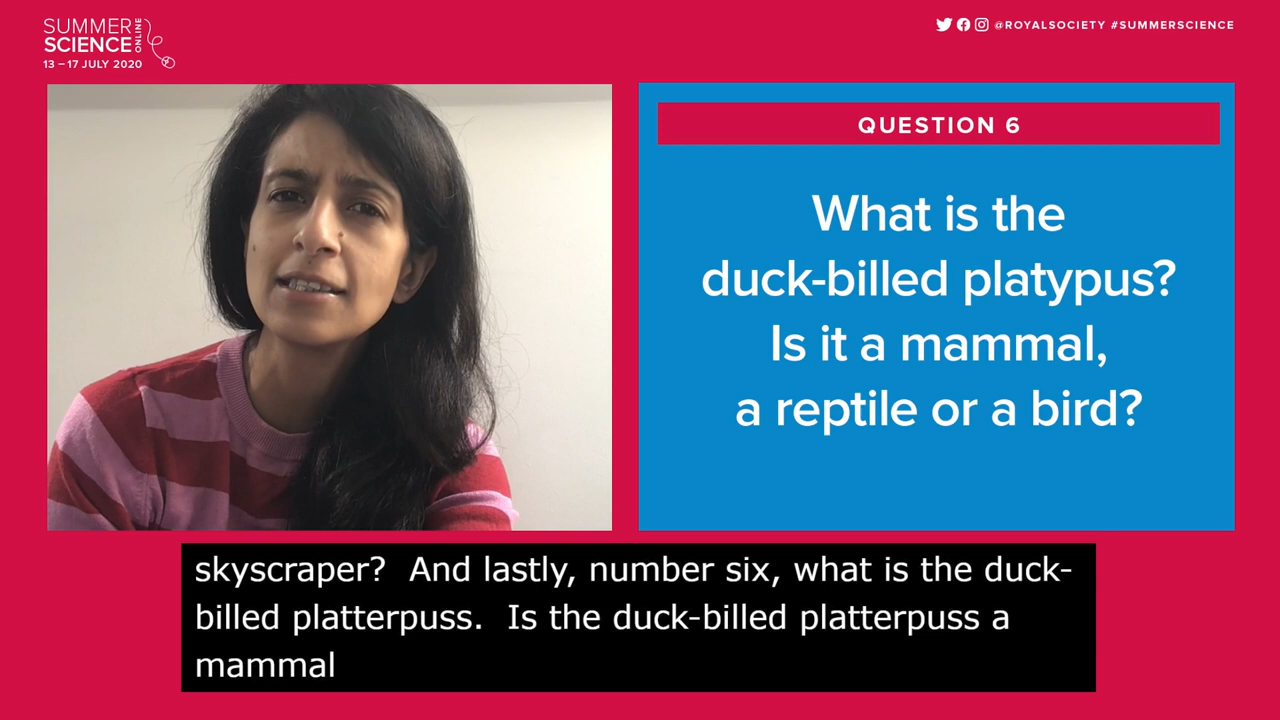 SUMMER
SCIENCE
ONLINE
13 – 17 JULY 2020
@ROYALSOCIETY #SUMMERSCIENCE
QUESTION 6
What is the
duck-billed platypus?
Is it a mammal,
a reptile or a bird?
skyscraper?  And lastly, number six, what is the duck-
billed platterpuss.  Is the duck-billed platterpuss a
mammal